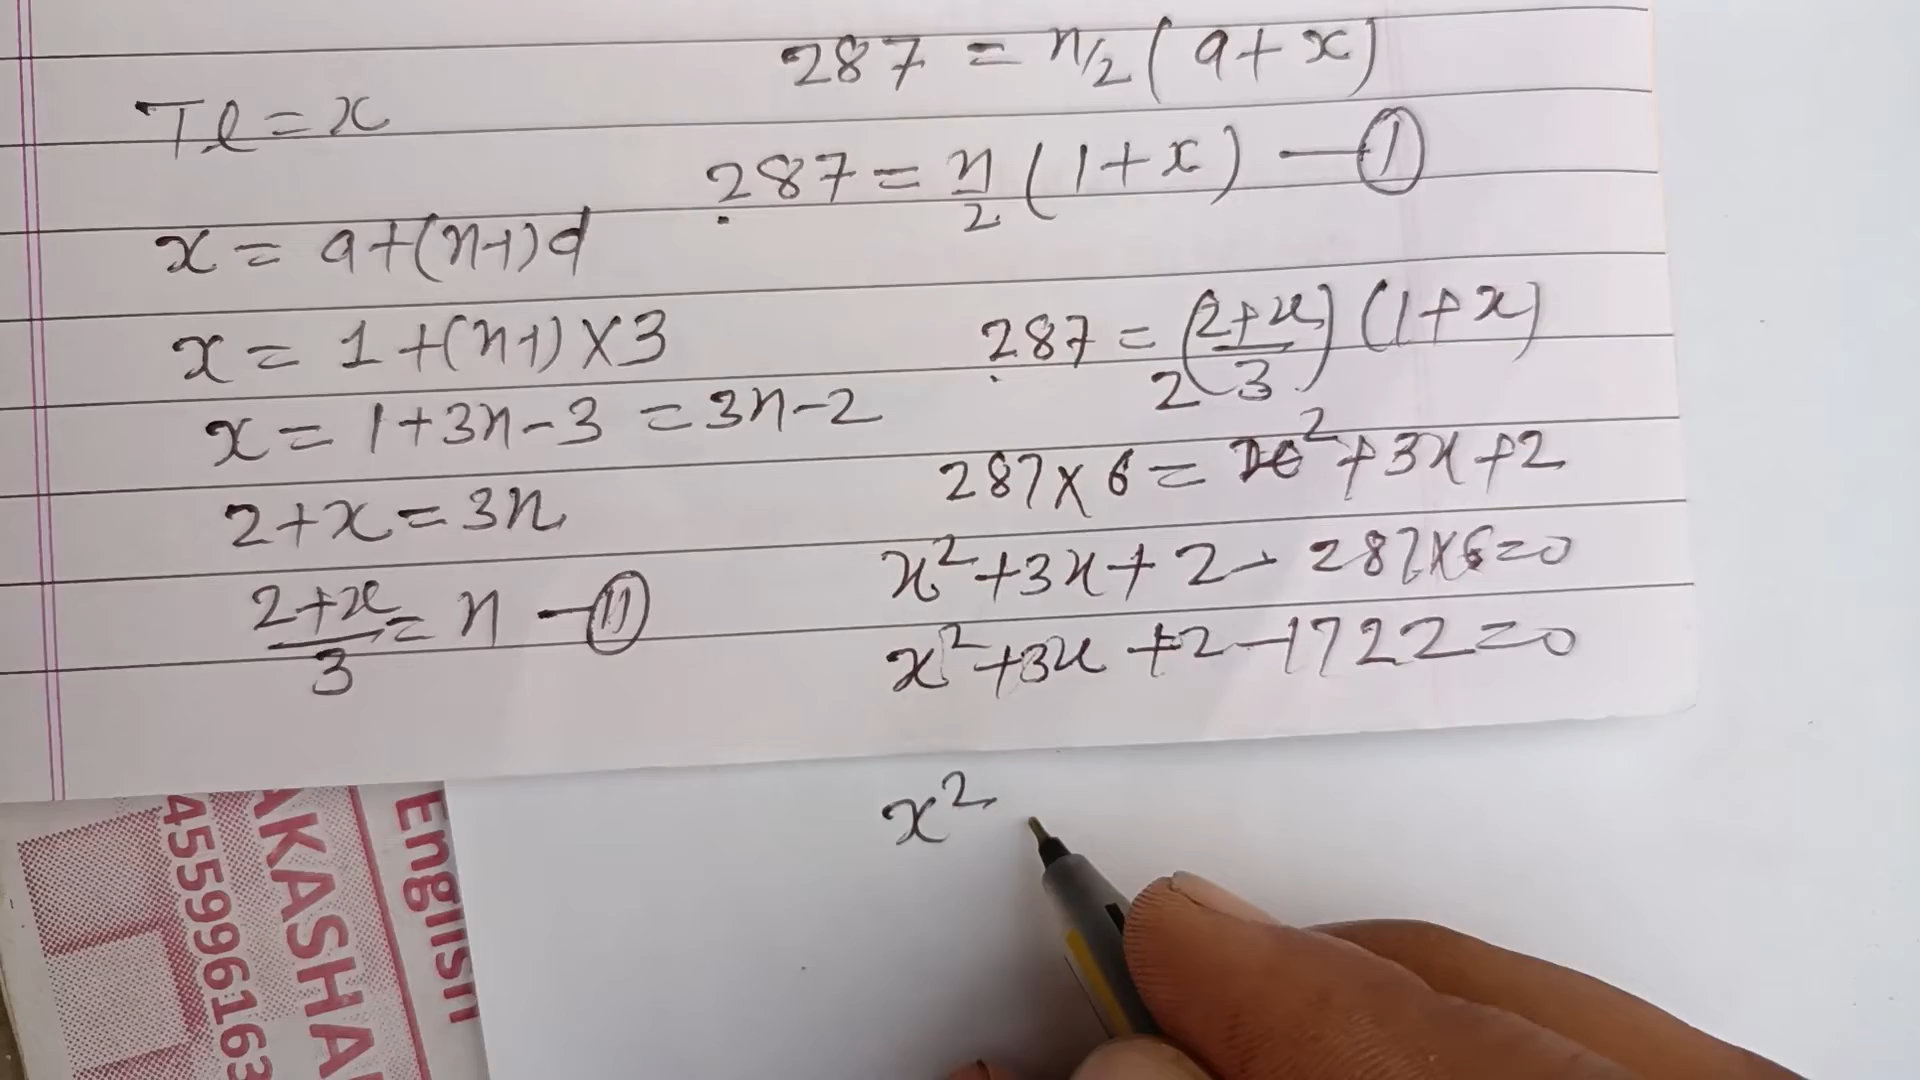 287 = n/2 (a + x)
Tl = x
287 = n/2 (1 + x) — ①
x = a + (n-1)d
x = 1 + (n-1) × 3
287 = (2+x)/2(3) (1 + x)
x = 1 + 3n - 3 = 3n - 2
287 × 6 = x² + 3x + 2
2 + x = 3n
x² + 3x + 2 - 287 × 6 = 0
(2 + x)/3 = n — ⑪
x² + 3x + 2 - 1722 = 0
x²
English
AKASHA
455996163